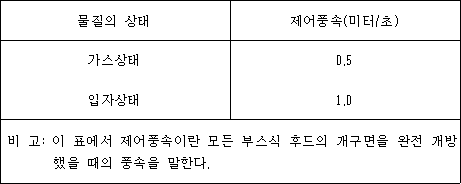 물질의 상태 제어풍속(미터/초)
가스상태 0.5
입자상태 1.0
비 고: 이 표에서 제어풍속이란 모든 부스식 후드의 개구면을 완전 개방
했을 때의 풍속을 말한다.